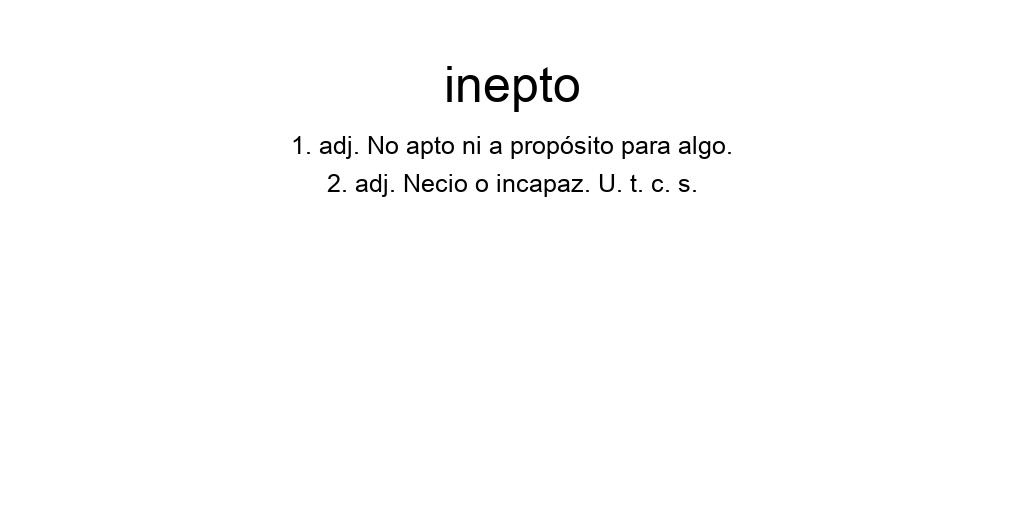 inepto
1. adj. No apto ni a propósito para algo.
2. adj. Necio o incapaz. U. t. c. s.